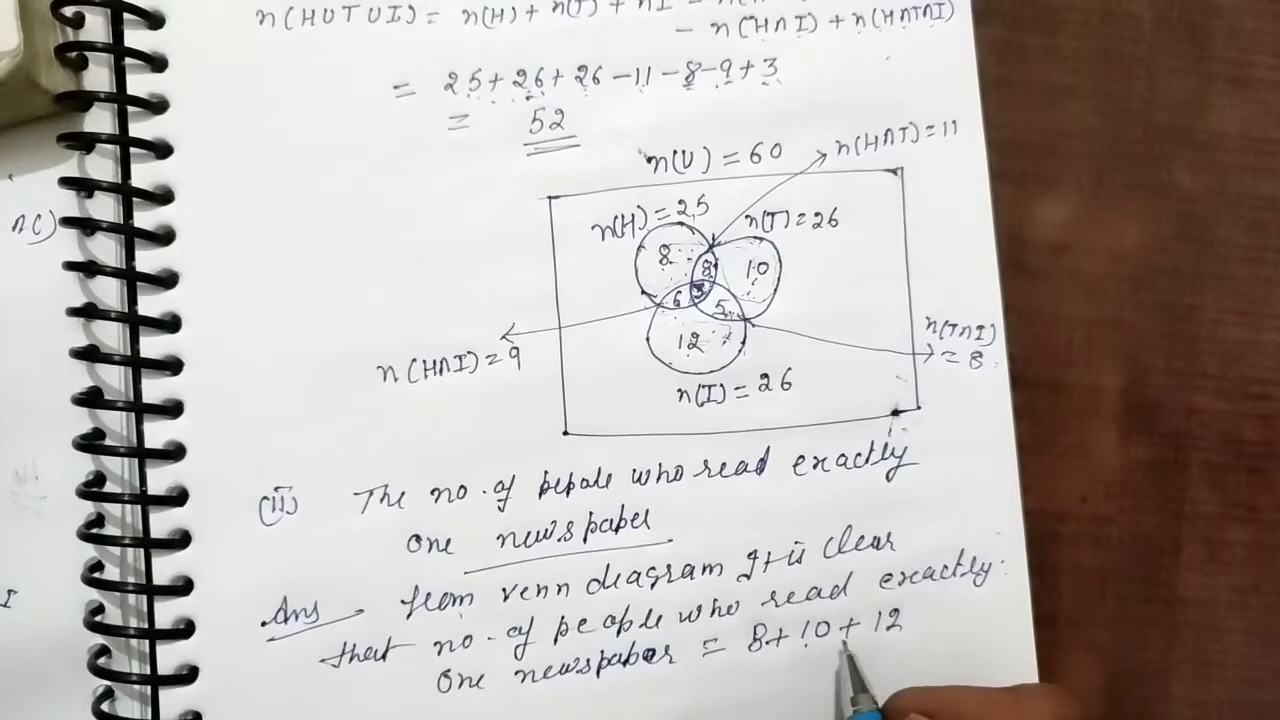 n(HUTUI) = n(H) + n(T) + n I -
- n(H∩I) + n(H∩T∩I)
= 25 + 26 + 26 - 11 - 8 - 9 + 3
= 52
n(U) = 60
n(H∩T) = 11
n(H) = 25
n(T) = 26
8
8
10
6
3
5
12
n(T∩I)
= 8
n(H∩I) = 9
n(I) = 26
(ii) The no. of pepole who read exactly
one newspaper
Ans - from venn diagram It is clear
that no. of people who read exactly
one newspaper = 8 + 10 + 12
n()
I